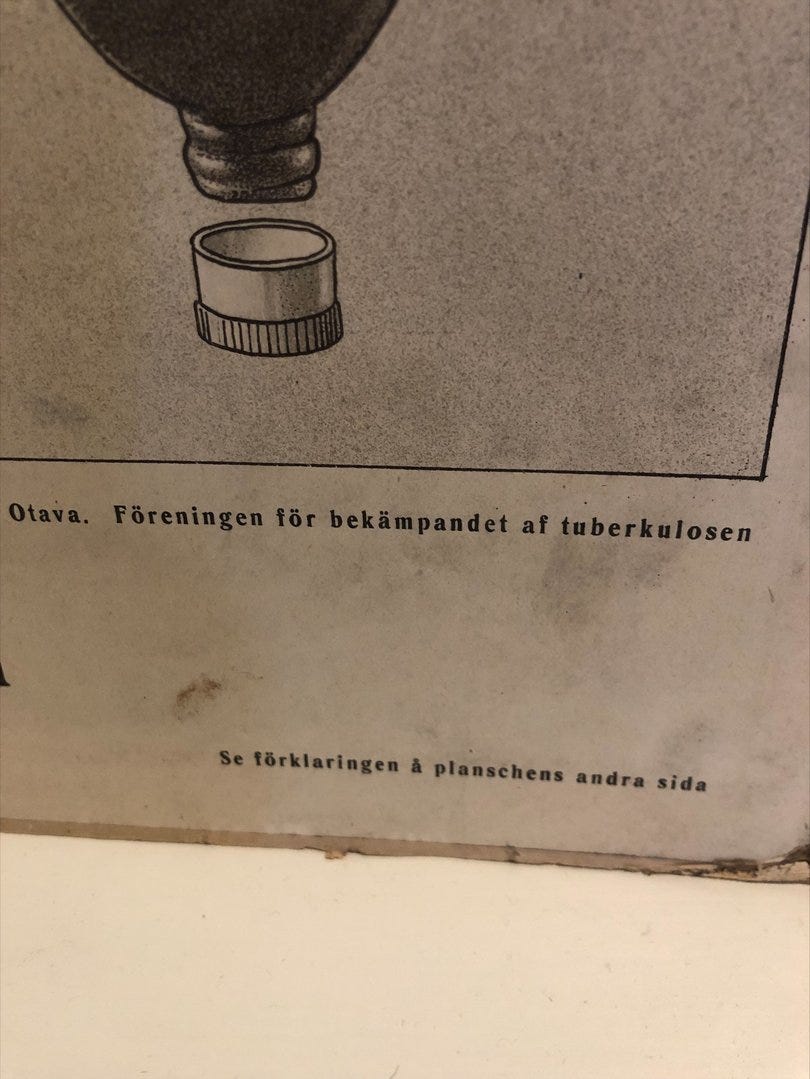 Otava. Föreningen för bekämpandet af tuberkulosen
Se förklaringen å planschens andra sida